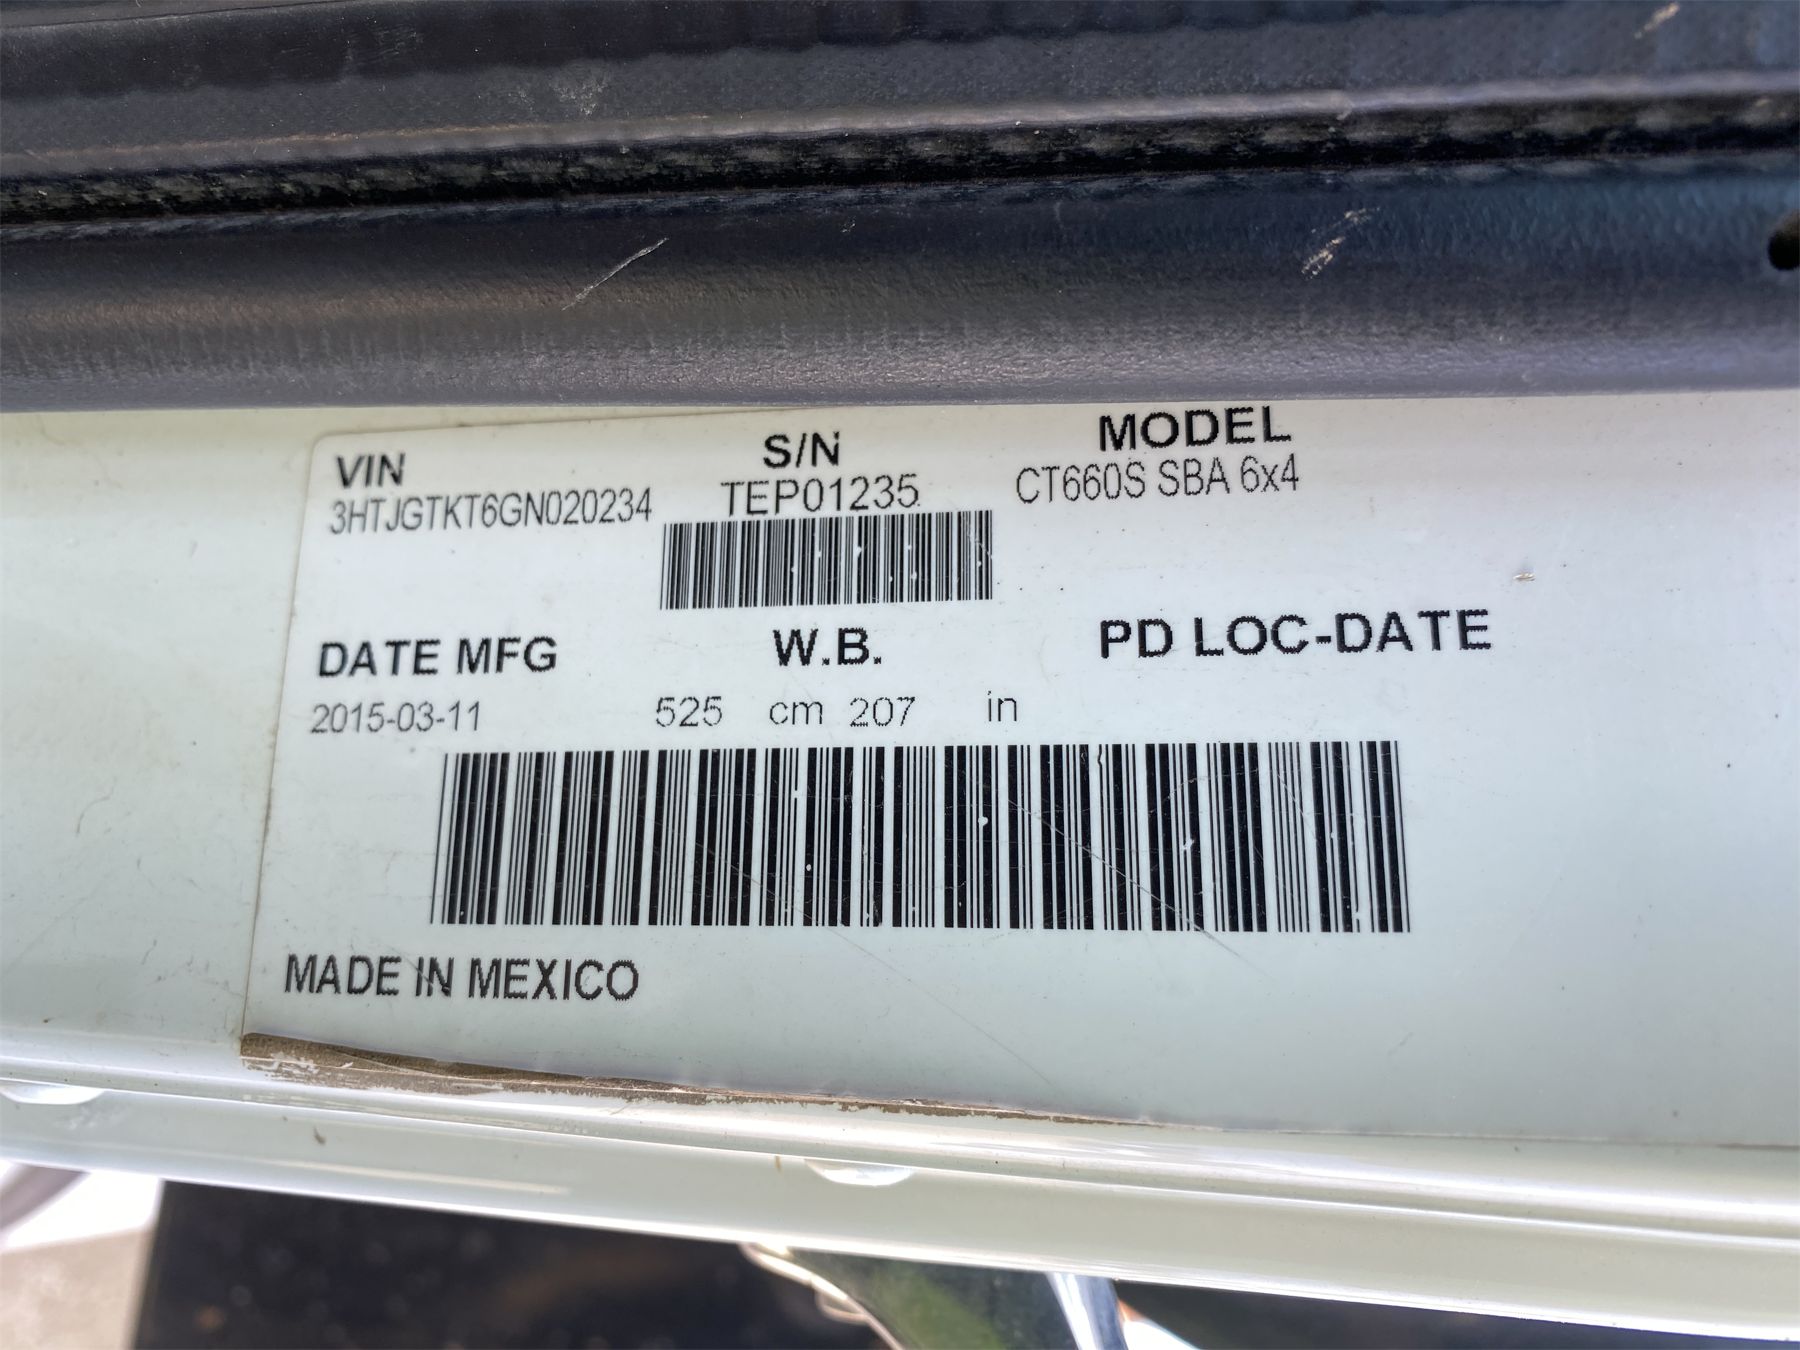 VIN S/N MODEL
3HTJGTKT6GN020234 TEP01235 CT660S SBA 6x4
DATE MFG W.B. PD LOC-DATE
2015-03-11 525 cm 207 in
MADE IN MEXICO